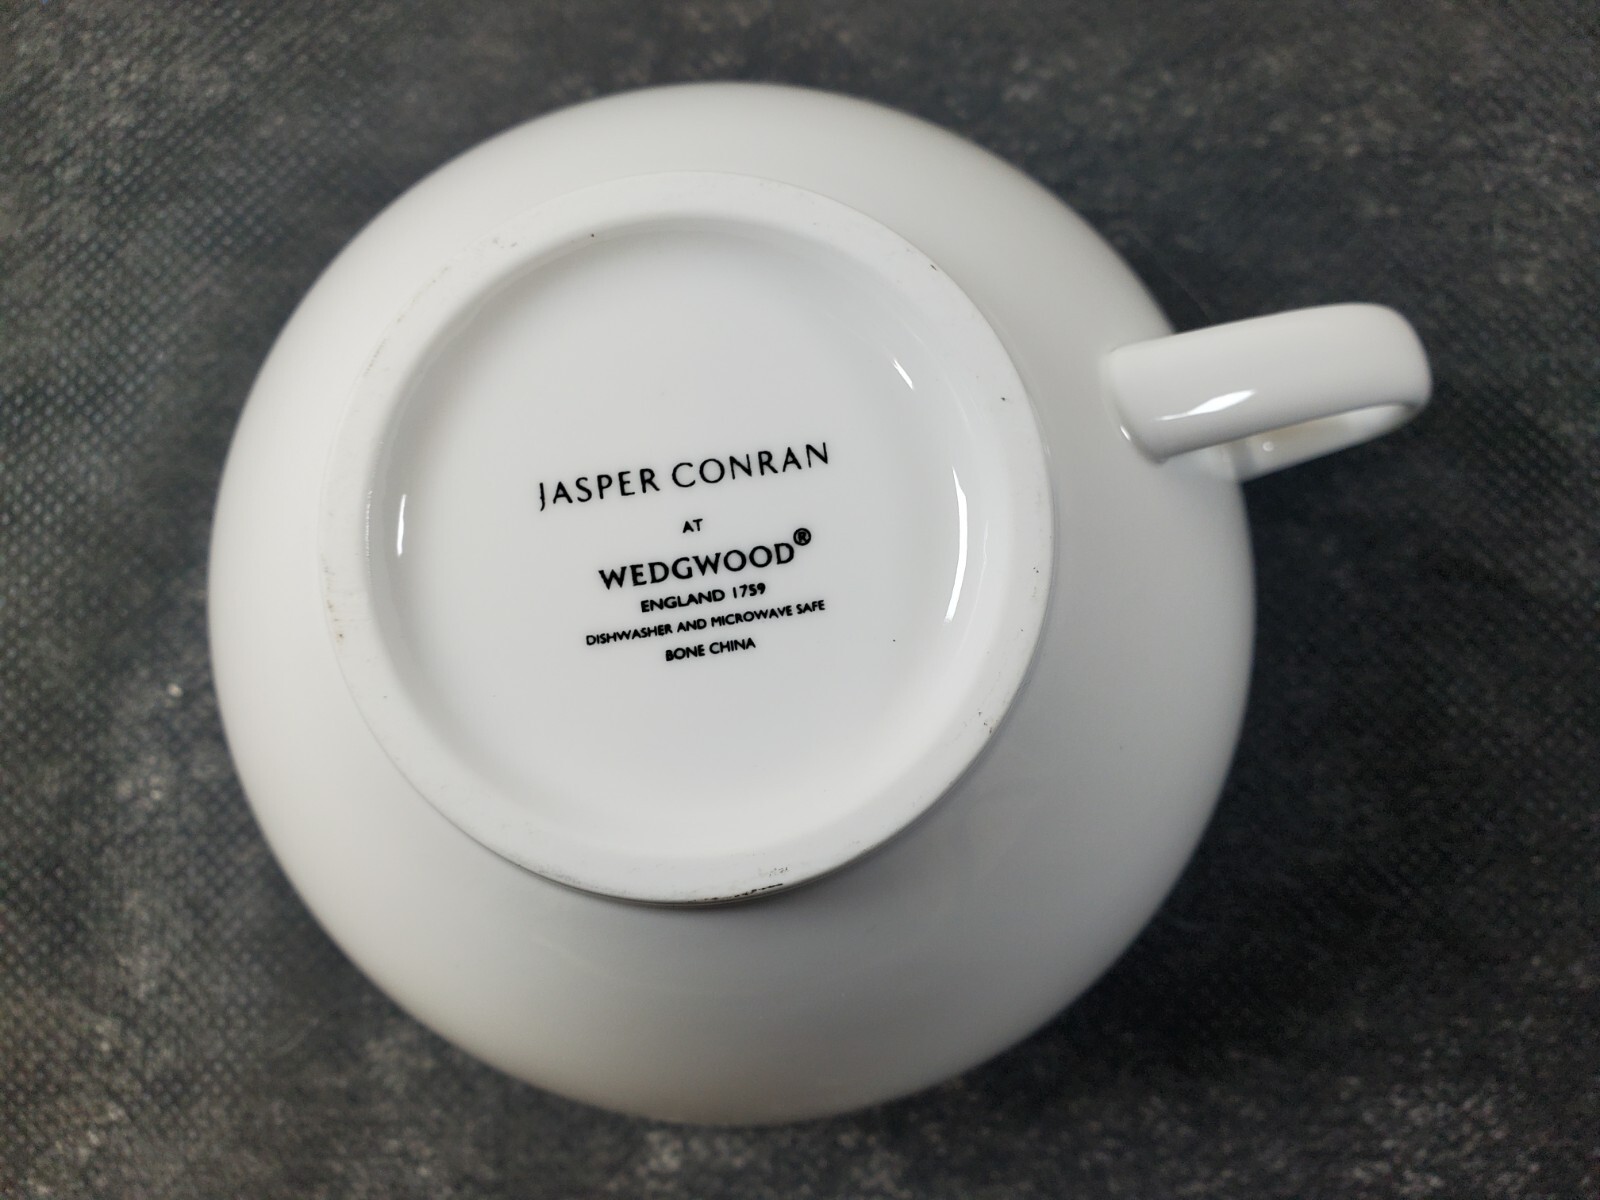 JASPER CONRAN
AT
WEDGWOOD®
ENGLAND 1759
DISHWASHER AND MICROWAVE SAFE
BONE CHINA